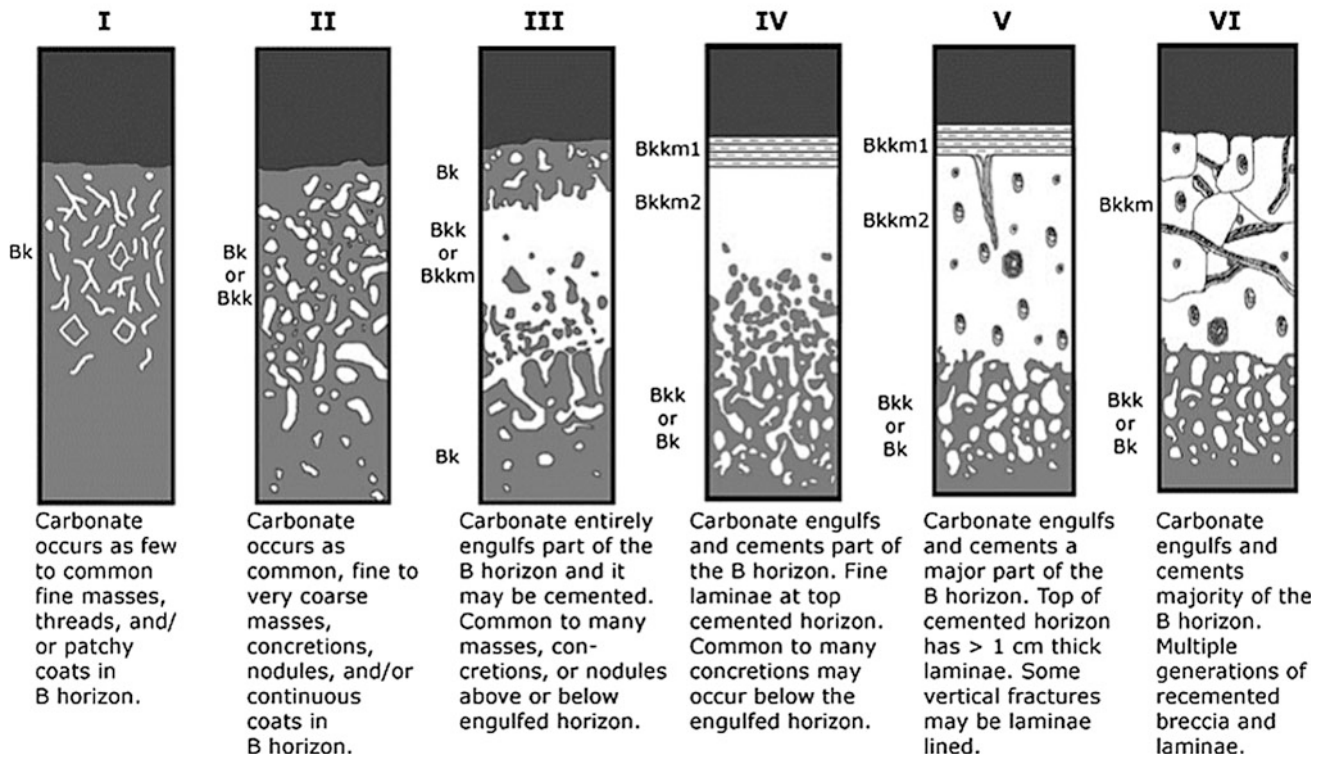 I
II
III
IV
V
VI
Bk
Bk
or
Bkk
Bk
Bkk
or
Bkkm
Bk
Bkkm1
Bkkm2
Bkk
or
Bk
Bkkm1
Bkkm2
Bkk
or
Bk
Bkkm
Bkk
or
Bk
Carbonate
occurs as few
to common
fine masses,
threads, and/
or patchy
coats in
B horizon.
Carbonate
occurs as
common, fine to
very coarse
masses,
concretions,
nodules, and/or
continuous
coats in
B horizon.
Carbonate entirely
engulfs part of the
B horizon and it
may be cemented.
Common to many
masses, con-
cretions, or nodules
above or below
engulfed horizon.
Carbonate engulfs
and cements part of
the B horizon. Fine
laminae at top
cemented horizon.
Common to many
concretions may
occur below the
engulfed horizon.
Carbonate engulfs
and cements a
major part of the
B horizon. Top of
cemented horizon
has > 1 cm thick
laminae. Some
vertical fractures
may be laminae
lined.
Carbonate
engulfs and
cements
majority of the
B horizon.
Multiple
generations of
recemented
breccia and
laminae.